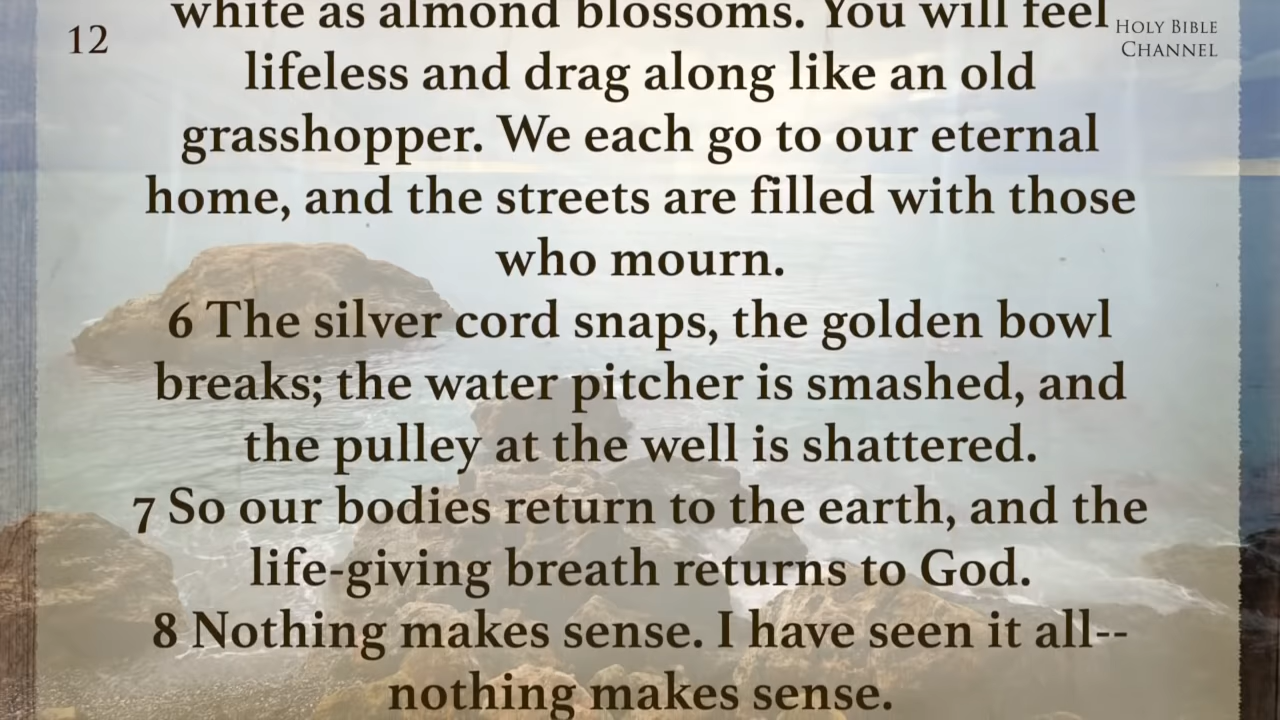 12
HOLY BIBLE
CHANNEL
white as almond blossoms. You will feel
lifeless and drag along like an old
grasshopper. We each go to our eternal
home, and the streets are filled with those
who mourn.
6 The silver cord snaps, the golden bowl
breaks; the water pitcher is smashed, and
the pulley at the well is shattered.
7 So our bodies return to the earth, and the
life-giving breath returns to God.
8 Nothing makes sense. I have seen it all--
nothing makes sense.